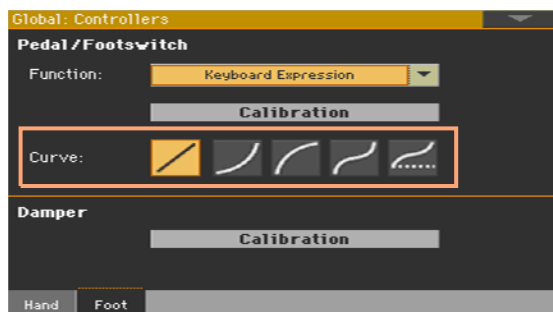 Global: Controllers
Pedal/Footswitch
Function: Keyboard Expression
Calibration
Curve:
Damper
Calibration
Hand Foot